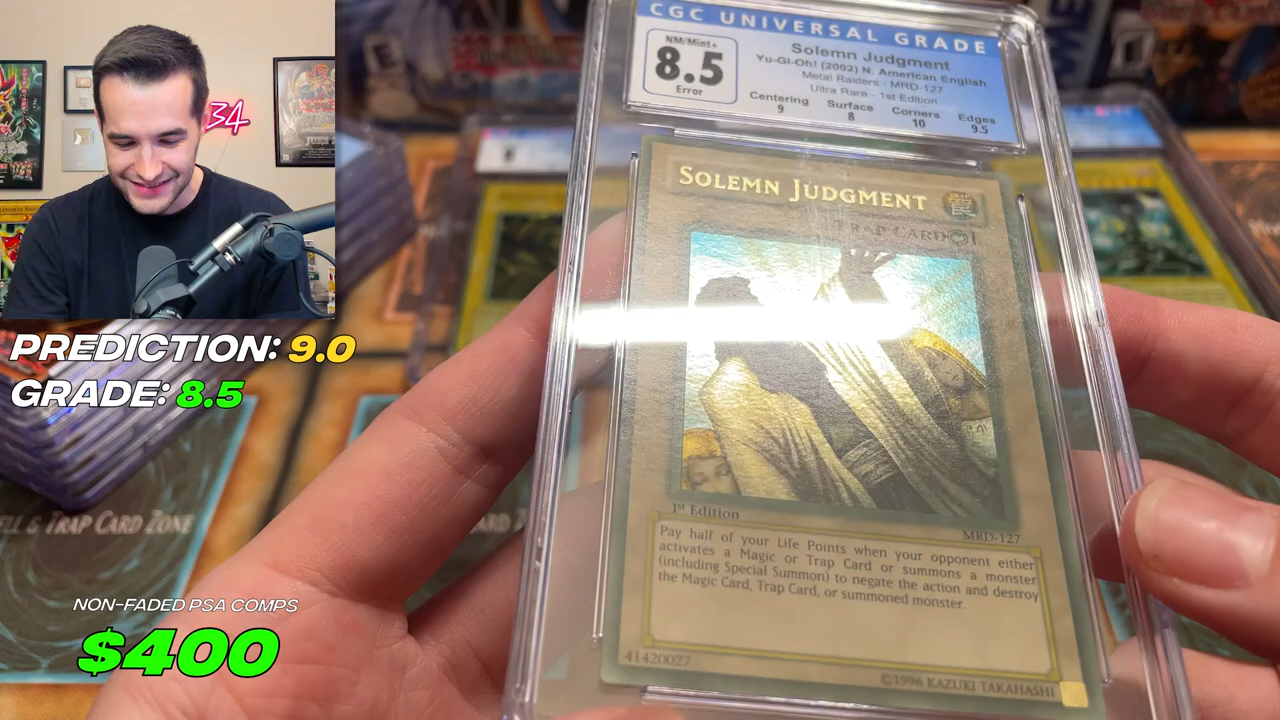 CGC UNIVERSAL GRADE
NM/Mint+
8.5
Error
Solemn Judgment
Yu-Gi-Oh! (2002) N. American English
Metal Raiders - MRD-127
Ultra Rare - 1st Edition
Centering Surface Corners Edges
9 8 10 9.5
34
SOLEMN JUDGMENT
TRAP CARD
1st Edition
MRD-127
Pay half of your Life Points when your opponent either
activates a Magic or Trap Card or summons a monster
(including Special Summon) to negate the action and destroy
the Magic Card, Trap Card, or summoned monster.
41420027
©1996 KAZUKI TAKAHASHI
PREDICTION: 9.0
GRADE: 8.5
& TRAP CARD ZONE
NON-FADED PSA COMPS
$400